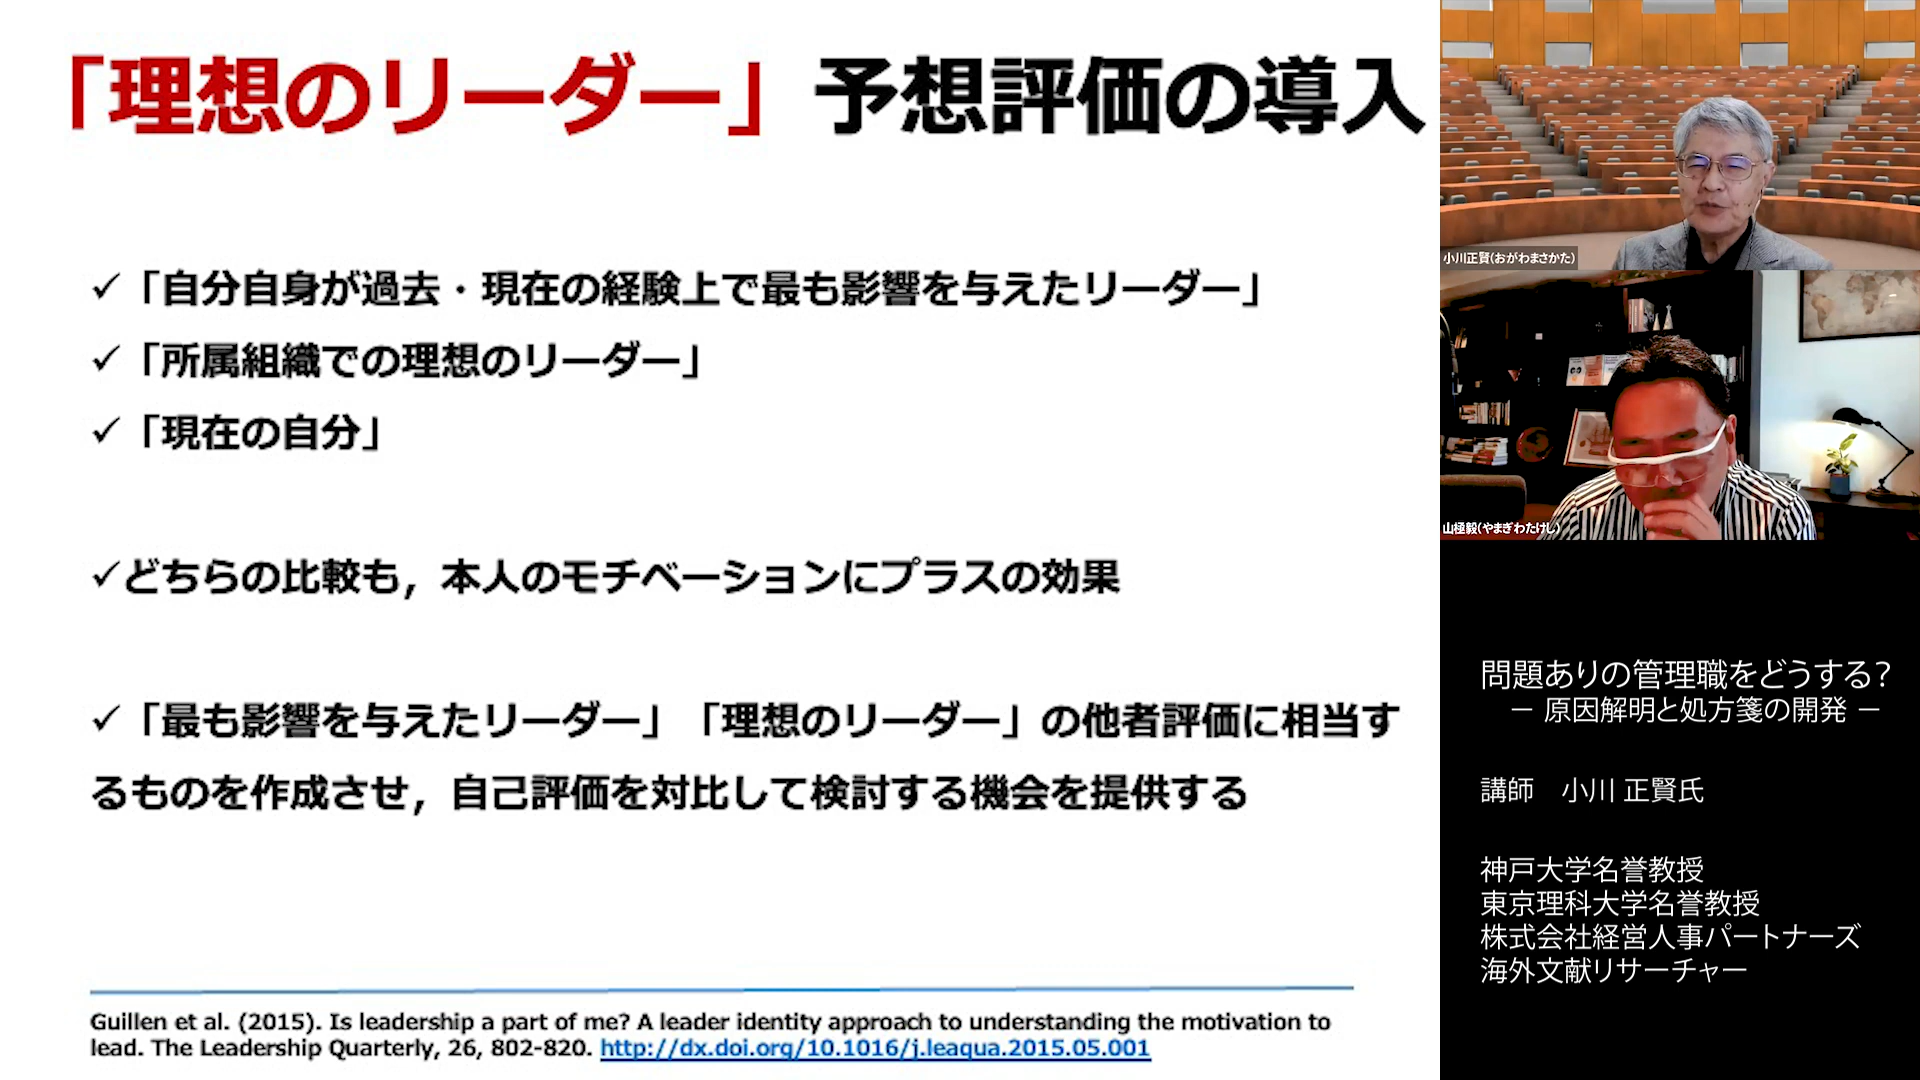 「理想のリーダー」予想評価の導入
✓「自分自身が過去・現在の経験上で最も影響を与えたリーダー」
✓「所属組織での理想のリーダー」
✓「現在の自分」
✓どちらの比較も，本人のモチベーションにプラスの効果
✓「最も影響を与えたリーダー」「理想のリーダー」の他者評価に相当す
るものを作成させ，自己評価を対比して検討する機会を提供する
Guillen et al. (2015). Is leadership a part of me? A leader identity approach to understanding the motivation to
lead. The Leadership Quarterly, 26, 802-820. http://dx.doi.org/10.1016/j.leaqua.2015.05.001
小川正賢(おがわまさかた)
山極毅(やまぎわたけし)
問題ありの管理職をどうする?
－ 原因解明と処方箋の開発 －
講師　小川 正賢氏
神戸大学名誉教授
東京理科大学名誉教授
株式会社経営人事パートナーズ
海外文献リサーチャー